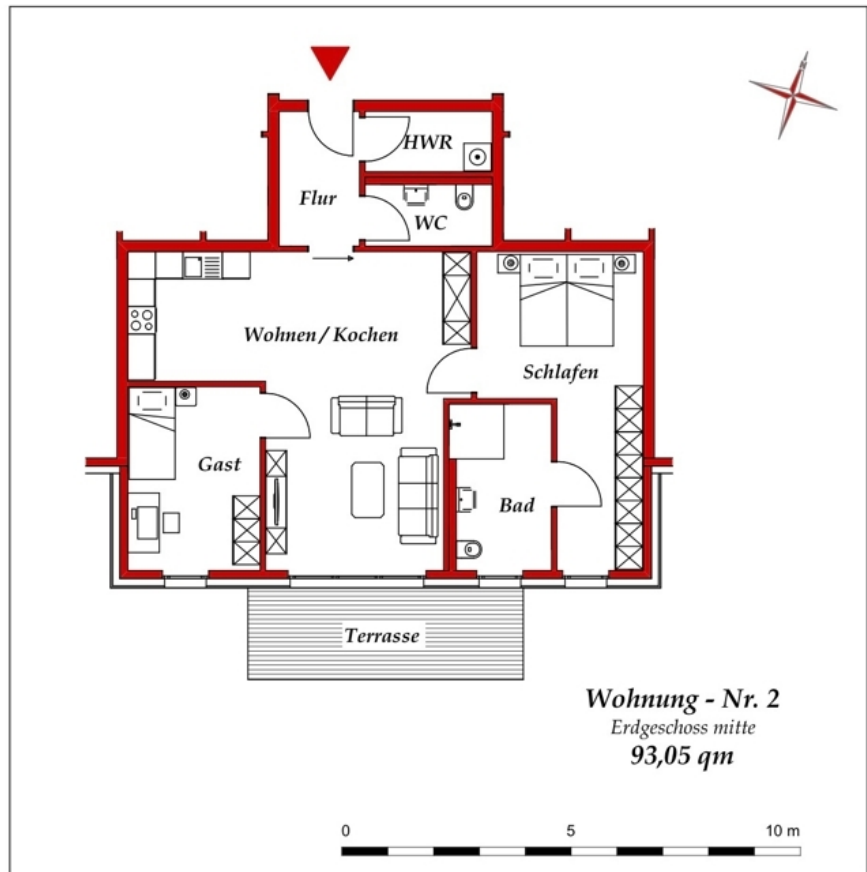 N
HWR
Flur
WC
Wohnen / Kochen
Schlafen
Gast
Bad
Terrasse
Wohnung - Nr. 2
Erdgeschoss mitte
93,05 qm
0 5 10 m